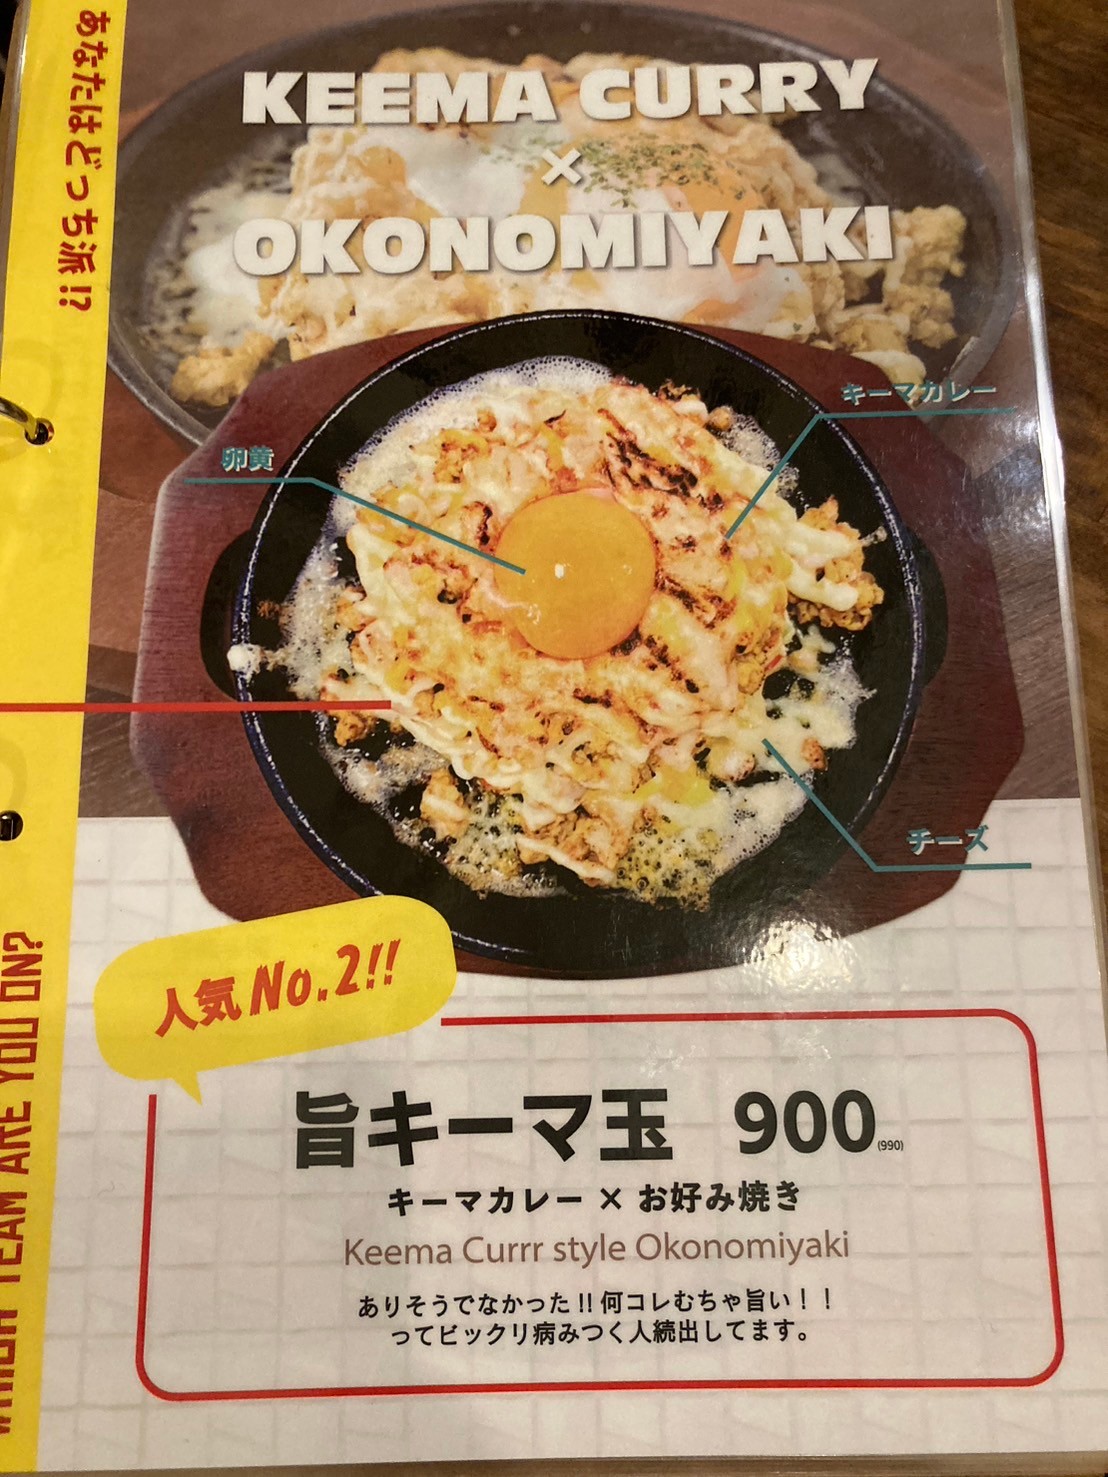 あなたはどっち派!?
KEEMA CURRY
×
OKONOMIYAKI
キーマカレー
卵黄
チーズ
WHICH TEAM ARE YOU ON?
人気No.2!!
旨キーマ玉 900(990)
キーマカレー × お好み焼き
Keema Currr style Okonomiyaki
ありそうでなかった!!何コレむちゃ旨い！！
ってビックリ病みつく人続出してます。